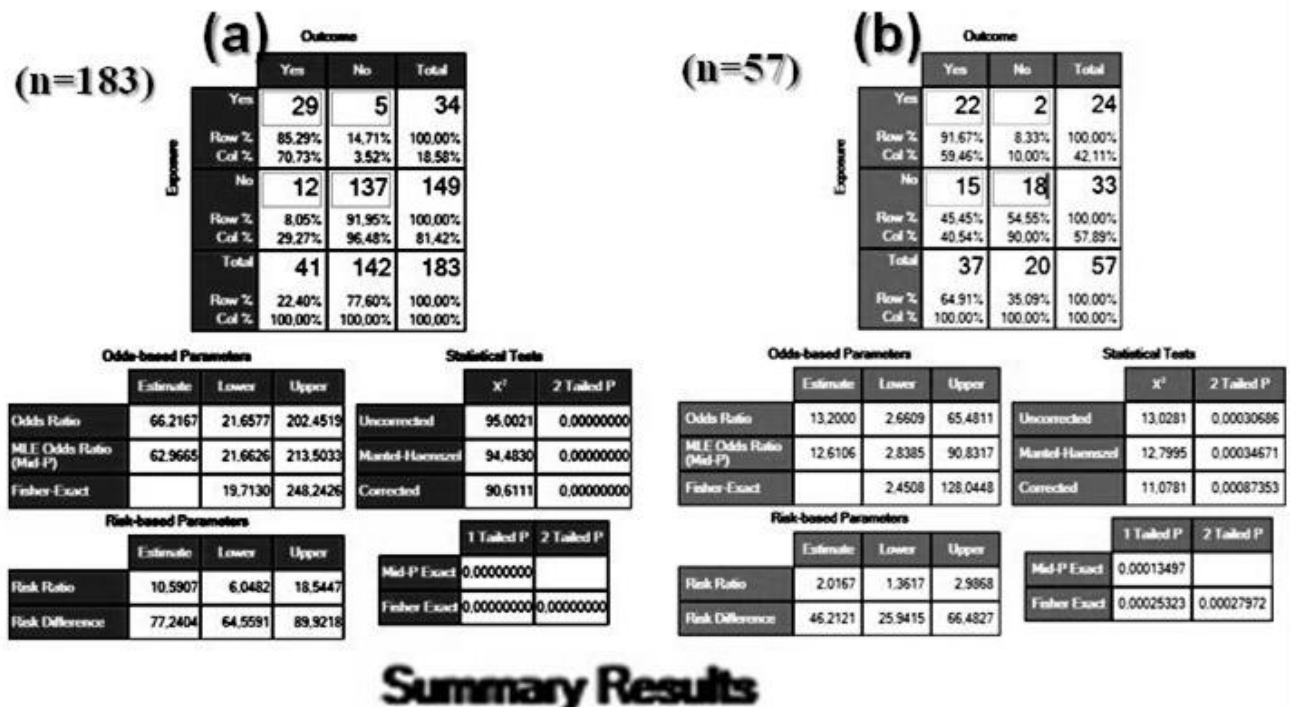 (a)
(n=183)
Outcome
Yes No Total
Exposure
Yes 29 5 34
Row % 85,29% 14,71% 100,00%
Col % 70,73% 3,52% 18,58%
No 12 137 149
Row % 8,05% 91,95% 100,00%
Col % 29,27% 96,48% 81,42%
Total 41 142 183
Row % 22,40% 77,60% 100,00%
Col % 100,00% 100,00% 100,00%
Odds-based Parameters
Estimate Lower Upper
Odds Ratio 66,2167 21,6577 202,4519
MLE Odds Ratio (Mid-P) 62,9665 21,6626 213,5033
Fisher-Exact 19,7130 248,2426
Statistical Tests
X² 2 Tailed P
Uncorrected 95,0021 0,00000000
Mantel-Haenszel 94,4830 0,00000000
Corrected 90,6111 0,00000000
Risk-based Parameters
Estimate Lower Upper
Risk Ratio 10,5907 6,0482 18,5447
Risk Difference 77,2404 64,5591 89,9218
1 Tailed P 2 Tailed P
Mid-P Exact 0,00000000
Fisher Exact 0,00000000 0,00000000
(b)
(n=57)
Outcome
Yes No Total
Exposure
Yes 22 2 24
Row % 91,67% 8,33% 100,00%
Col % 59,46% 10,00% 42,11%
No 15 18 33
Row % 45,45% 54,55% 100,00%
Col % 40,54% 90,00% 57,89%
Total 37 20 57
Row % 64,91% 35,09% 100,00%
Col % 100,00% 100,00% 100,00%
Odds-based Parameters
Estimate Lower Upper
Odds Ratio 13,2000 2,6609 65,4811
MLE Odds Ratio (Mid-P) 12,6106 2,8385 90,8317
Fisher-Exact 2,4508 128,0448
Statistical Tests
X² 2 Tailed P
Uncorrected 13,0281 0,00030686
Mantel-Haenszel 12,7995 0,00034671
Corrected 11,0781 0,00087353
Risk-based Parameters
Estimate Lower Upper
Risk Ratio 2,0167 1,3617 2,9868
Risk Difference 46,2121 25,9415 66,4827
1 Tailed P 2 Tailed P
Mid-P Exact 0,00013497
Fisher Exact 0,00025323 0,00027972
Summary Results